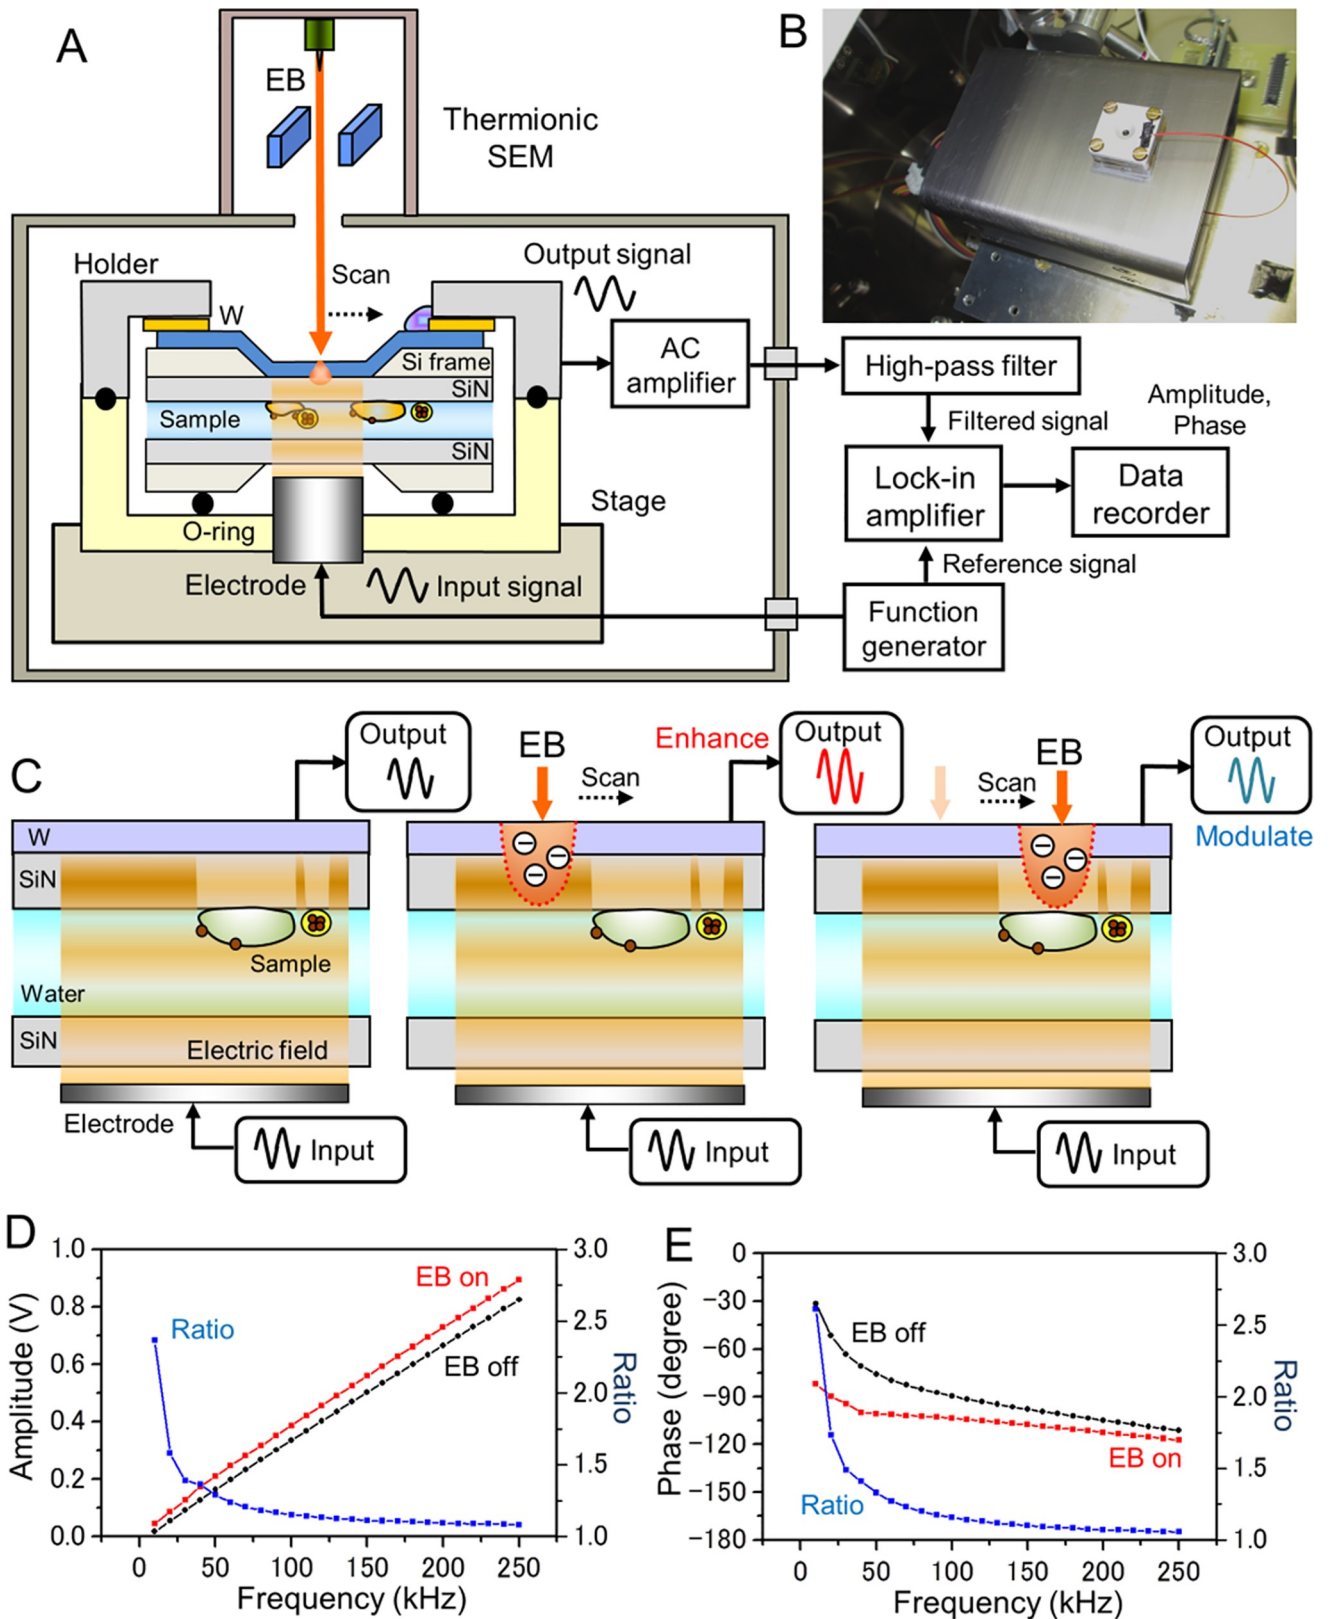 A
EB
Thermionic
SEM
B
Holder
Scan
Output signal
W
Si frame
SiN
Sample
SiN
O-ring
Stage
Electrode
Input signal
AC
amplifier
High-pass filter
Filtered signal
Amplitude,
Phase
Lock-in
amplifier
Data
recorder
Reference signal
Function
generator
C
Output
EB
Scan
Enhance
Output
Scan
EB
Output
Modulate
W
SiN
Sample
Water
SiN
Electric field
Electrode
Input
Input
Input
D
1.0
0.8
0.6
0.4
0.2
0.0
Amplitude (V)
Ratio
EB on
EB off
3.0
2.5
2.0
1.5
1.0
Ratio
0 50 100 150 200 250
Frequency (kHz)
E
0
−30
−60
−90
−120
−150
−180
Phase (degree)
EB off
EB on
Ratio
3.0
2.5
2.0
1.5
1.0
Ratio
0 50 100 150 200 250
Frequency (kHz)